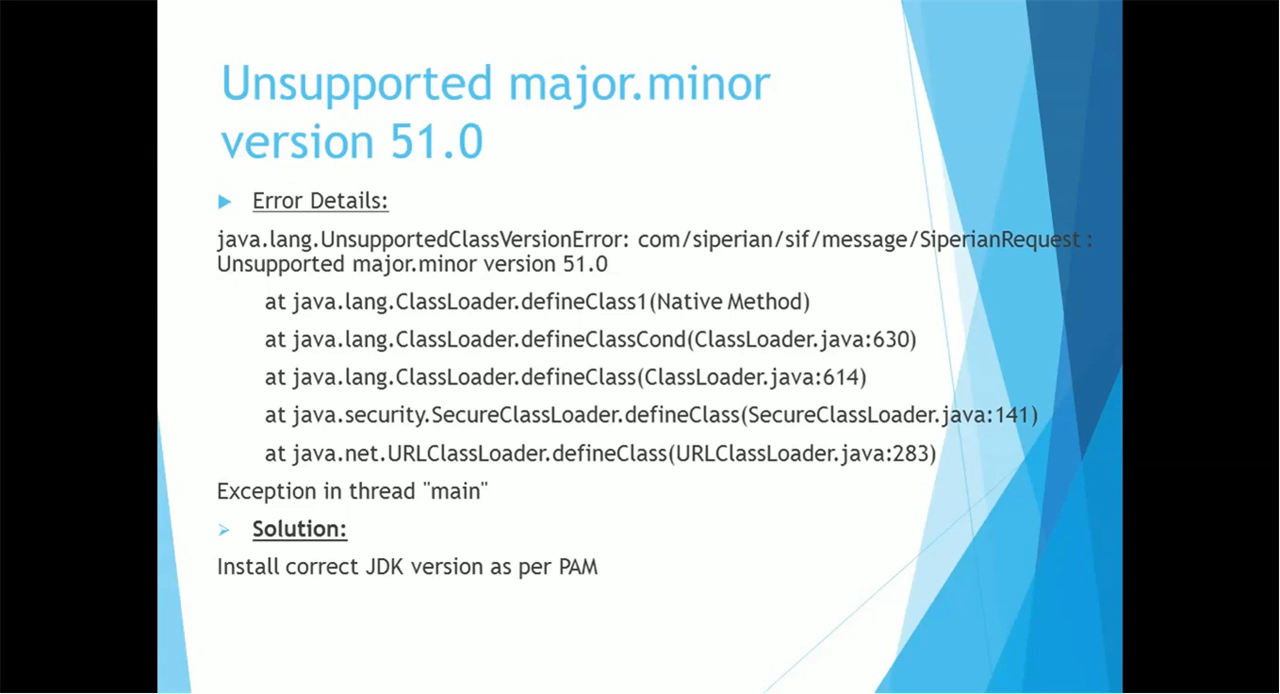 Unsupported major.minor
version 51.0
Error Details:
java.lang.UnsupportedClassVersionError: com/siperian/sif/message/SiperianRequest :
Unsupported major.minor version 51.0
at java.lang.ClassLoader.defineClass1(Native Method)
at java.lang.ClassLoader.defineClassCond(ClassLoader.java:630)
at java.lang.ClassLoader.defineClass(ClassLoader.java:614)
at java.security.SecureClassLoader.defineClass(SecureClassLoader.java:141)
at java.net.URLClassLoader.defineClass(URLClassLoader.java:283)
Exception in thread "main"
Solution:
Install correct JDK version as per PAM